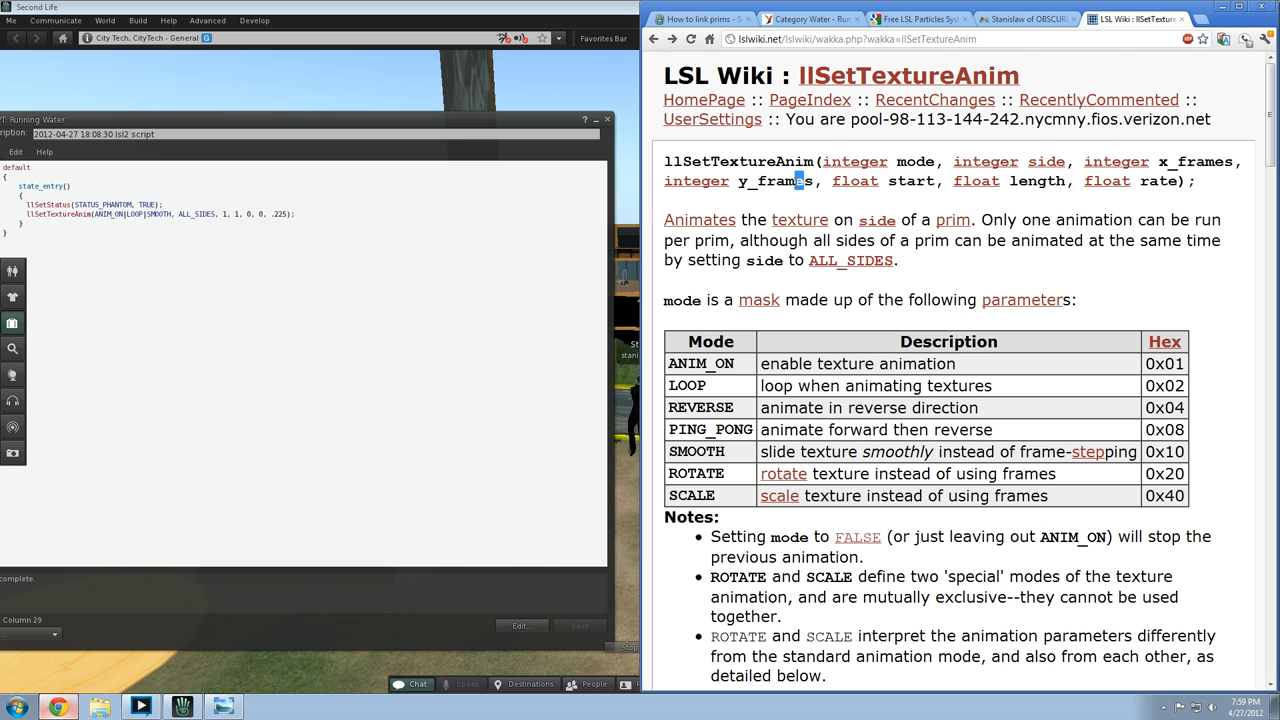 Second Life
Me Communicate World Build Help Advanced Develop
City Tech, CityTech - General G
Favorites Bar
PT: Running Water
ription: 2012-04-27 18:08:30 lsl2 script
Edit Help
default
{
state_entry()
{
llSetStatus(STATUS_PHANTOM, TRUE);
llSetTextureAnim(ANIM_ON|LOOP|SMOOTH, ALL_SIDES, 1, 1, 0, 0, .225);
}
}
St
stani
complete.
Column 29
...
Edit... Save
Stop
Chat Speak Destinations People
How to link prims - S
Category Water - Run
Free LSL Particles Sys
Stanislaw of OBSCUR
LSL Wiki : llSetTexture
lslwiki.net/lslwiki/wakka.php?wakka=llSetTextureAnim
LSL Wiki : llSetTextureAnim
HomePage :: PageIndex :: RecentChanges :: RecentlyCommented ::
UserSettings :: You are pool-98-113-144-242.nycmny.fios.verizon.net
llSetTextureAnim(integer mode, integer side, integer x_frames,
integer y_frames, float start, float length, float rate);
Animates the texture on side of a prim. Only one animation can be run
per prim, although all sides of a prim can be animated at the same time
by setting side to ALL_SIDES.
mode is a mask made up of the following parameters:
Mode Description Hex
ANIM_ON enable texture animation 0x01
LOOP loop when animating textures 0x02
REVERSE animate in reverse direction 0x04
PING_PONG animate forward then reverse 0x08
SMOOTH slide texture smoothly instead of frame-stepping 0x10
ROTATE rotate texture instead of using frames 0x20
SCALE scale texture instead of using frames 0x40
Notes:
• Setting mode to FALSE (or just leaving out ANIM_ON) will stop the
previous animation.
• ROTATE and SCALE define two 'special' modes of the texture
animation, and are mutually exclusive--they cannot be used
together.
• ROTATE and SCALE interpret the animation parameters differently
from the standard animation mode, and also from each other, as
detailed below.
7:59 PM
4/27/2012